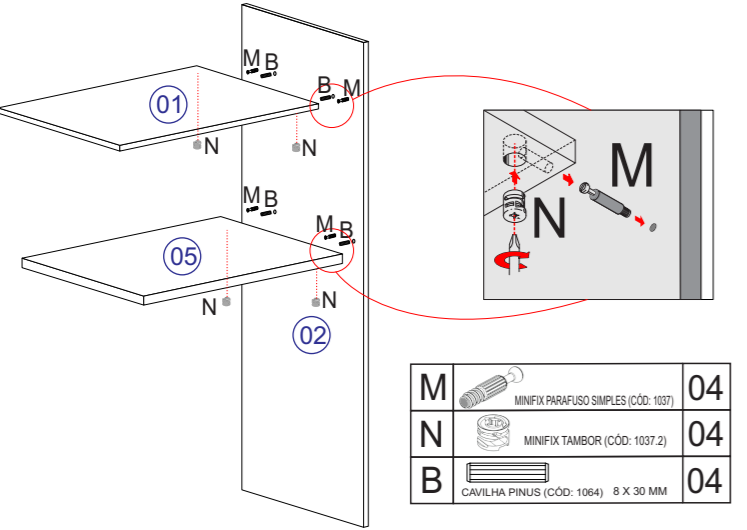 M B
B M
01
N
N
M B
M B
05
N
N
02
M
N
M MINIFIX PARAFUSO SIMPLES (CÓD: 1037) 04
N MINIFIX TAMBOR (CÓD: 1037.2) 04
B CAVILHA PINUS (CÓD: 1064) 8 X 30 MM 04